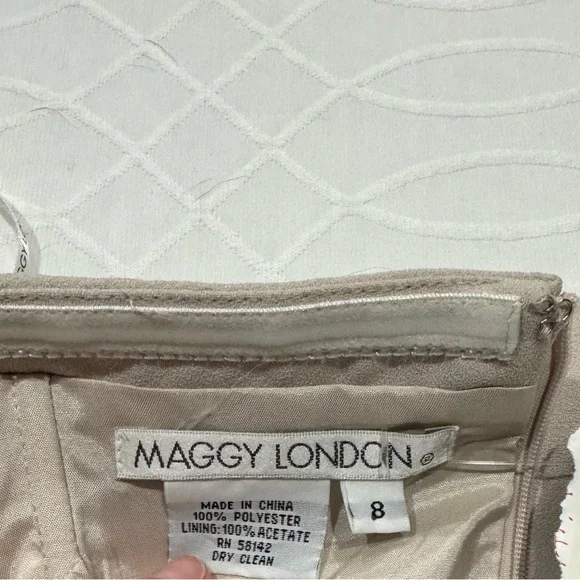 MAGGY LONDON ®
MADE IN CHINA
100% POLYESTER
LINING:100% ACETATE
RN 58142
DRY CLEAN
8